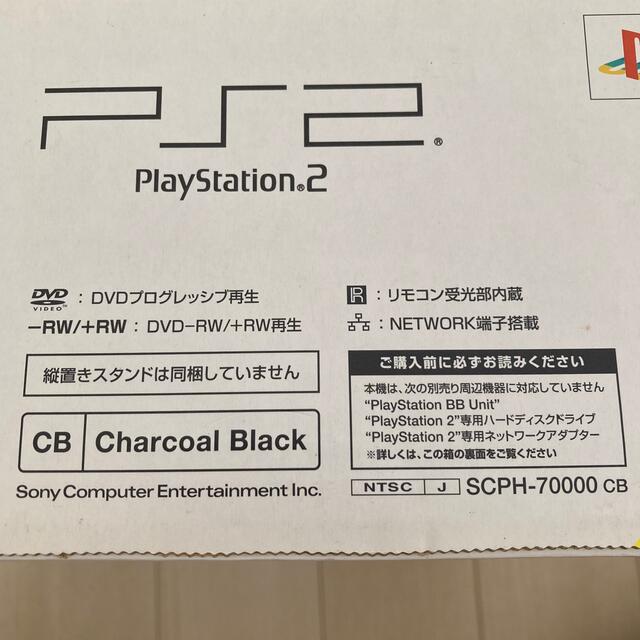 PS2®
PlayStation®2
DVD VIDEO™ : DVDプログレッシブ再生
-RW/+RW : DVD-RW/+RW再生
縦置きスタンドは同梱していません
CB Charcoal Black
Sony Computer Entertainment Inc.
R : リモコン受光部内蔵
: NETWORK端子搭載
ご購入前に必ずお読みください
本機は、次の別売り周辺機器に対応していません
“PlayStation BB Unit”
“PlayStation 2”専用ハードディスクドライブ
“PlayStation 2”専用ネットワークアダプター
※詳しくは、この箱の裏面をご覧ください
NTSC J SCPH-70000 CB